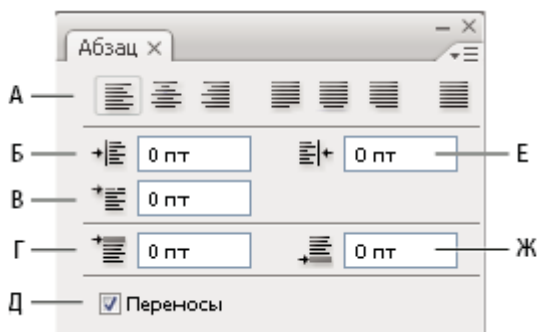 Абзац
А
Б 0 пт 0 пт Е
В 0 пт
Г 0 пт 0 пт Ж
Д Переносы